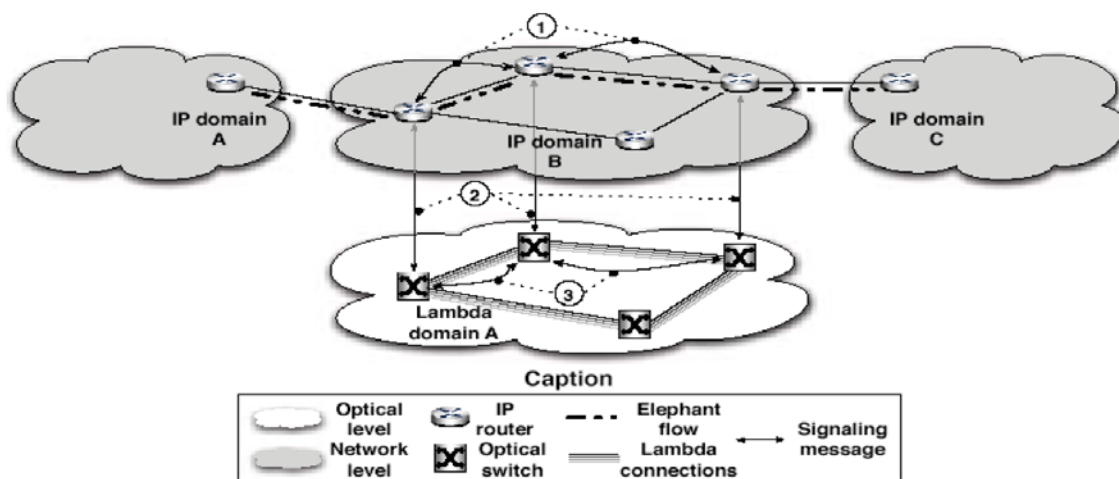 1
IP domain
A
IP domain
B
IP domain
C
2
3
Lambda
domain A
Caption
Optical
level
IP
router
Elephant
flow
Signaling
message
Network
level
Optical
switch
Lambda
connections